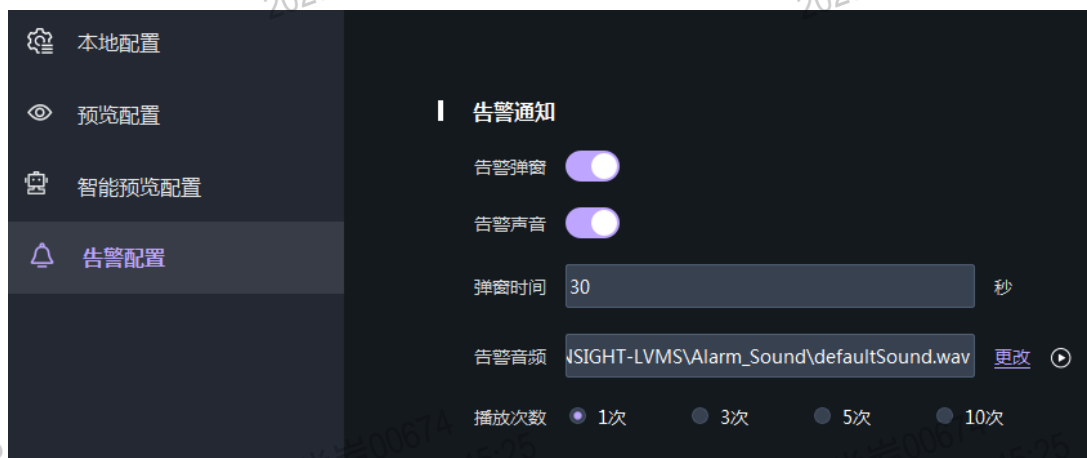 本地配置
预览配置
智能预览配置
告警配置
告警通知
告警弹窗
告警声音
弹窗时间 30 秒
告警音频 NSIGHT-LVMS\Alarm_Sound\defaultSound.wav 更改
播放次数 1次 3次 5次 10次